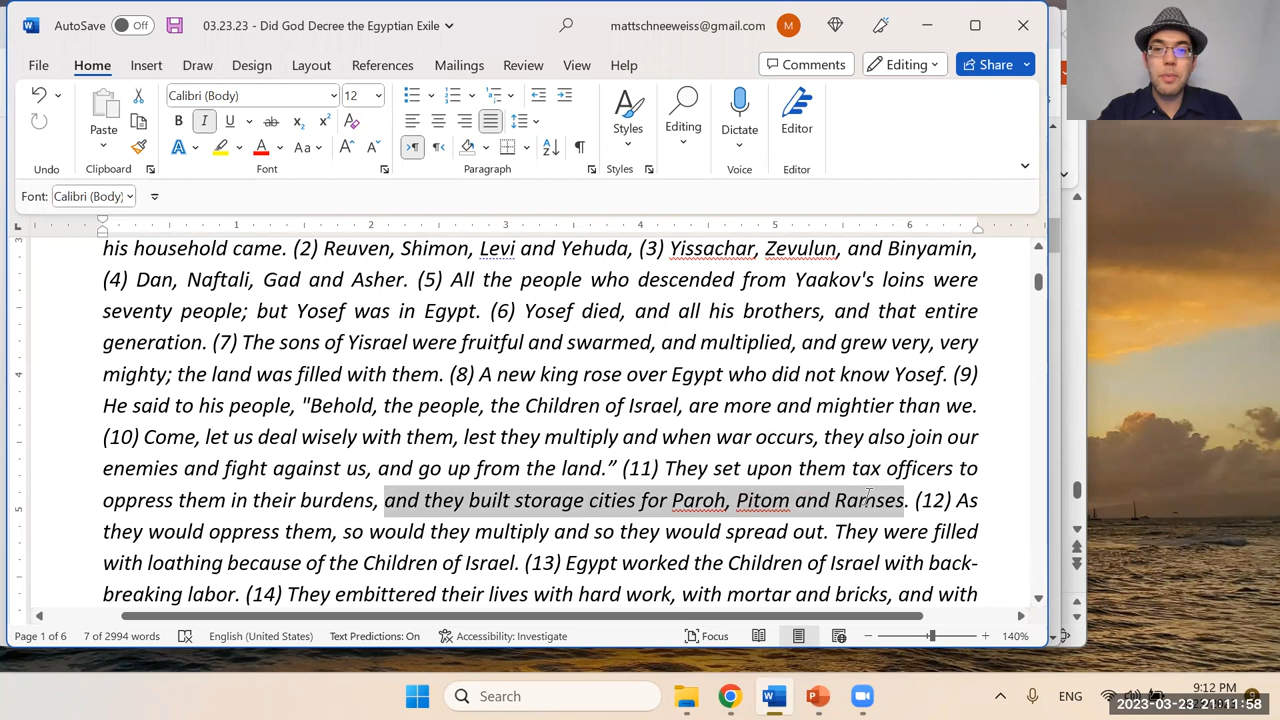 AutoSave Off 03.23.23 - Did God Decree the Egyptian Exile mattschneeweiss@gmail.com M
File Home Insert Draw Design Layout References Mailings Review View Help Comments Editing Share
Calibri (Body) 12
Paste Styles Editing Dictate Editor
B I U ab x₂ x² A
A A Aa A A
Undo Clipboard Font Paragraph Styles Voice Editor
Font: Calibri (Body)
1 2 3 4 5 6
his household came. (2) Reuven, Shimon, Levi and Yehuda, (3) Yissachar, Zevulun, and Binyamin,
(4) Dan, Naftali, Gad and Asher. (5) All the people who descended from Yaakov's loins were
seventy people; but Yosef was in Egypt. (6) Yosef died, and all his brothers, and that entire
generation. (7) The sons of Yisrael were fruitful and swarmed, and multiplied, and grew very, very
mighty; the land was filled with them. (8) A new king rose over Egypt who did not know Yosef. (9)
He said to his people, "Behold, the people, the Children of Israel, are more and mightier than we.
(10) Come, let us deal wisely with them, lest they multiply and when war occurs, they also join our
enemies and fight against us, and go up from the land.” (11) They set upon them tax officers to
oppress them in their burdens, and they built storage cities for Paroh, Pitom and Ramses. (12) As
they would oppress them, so would they multiply and so they would spread out. They were filled
with loathing because of the Children of Israel. (13) Egypt worked the Children of Israel with back-
breaking labor. (14) They embittered their lives with hard work, with mortar and bricks, and with
Page 1 of 6 7 of 2994 words English (United States) Text Predictions: On Accessibility: Investigate Focus 140%
Search ENG 9:12 PM
2023-03-23 21:11:58